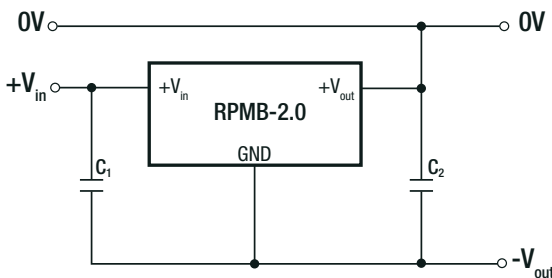 0V 0V
+Vin +Vin +Vout
RPMB-2.0
GND
C1 C2
-Vout